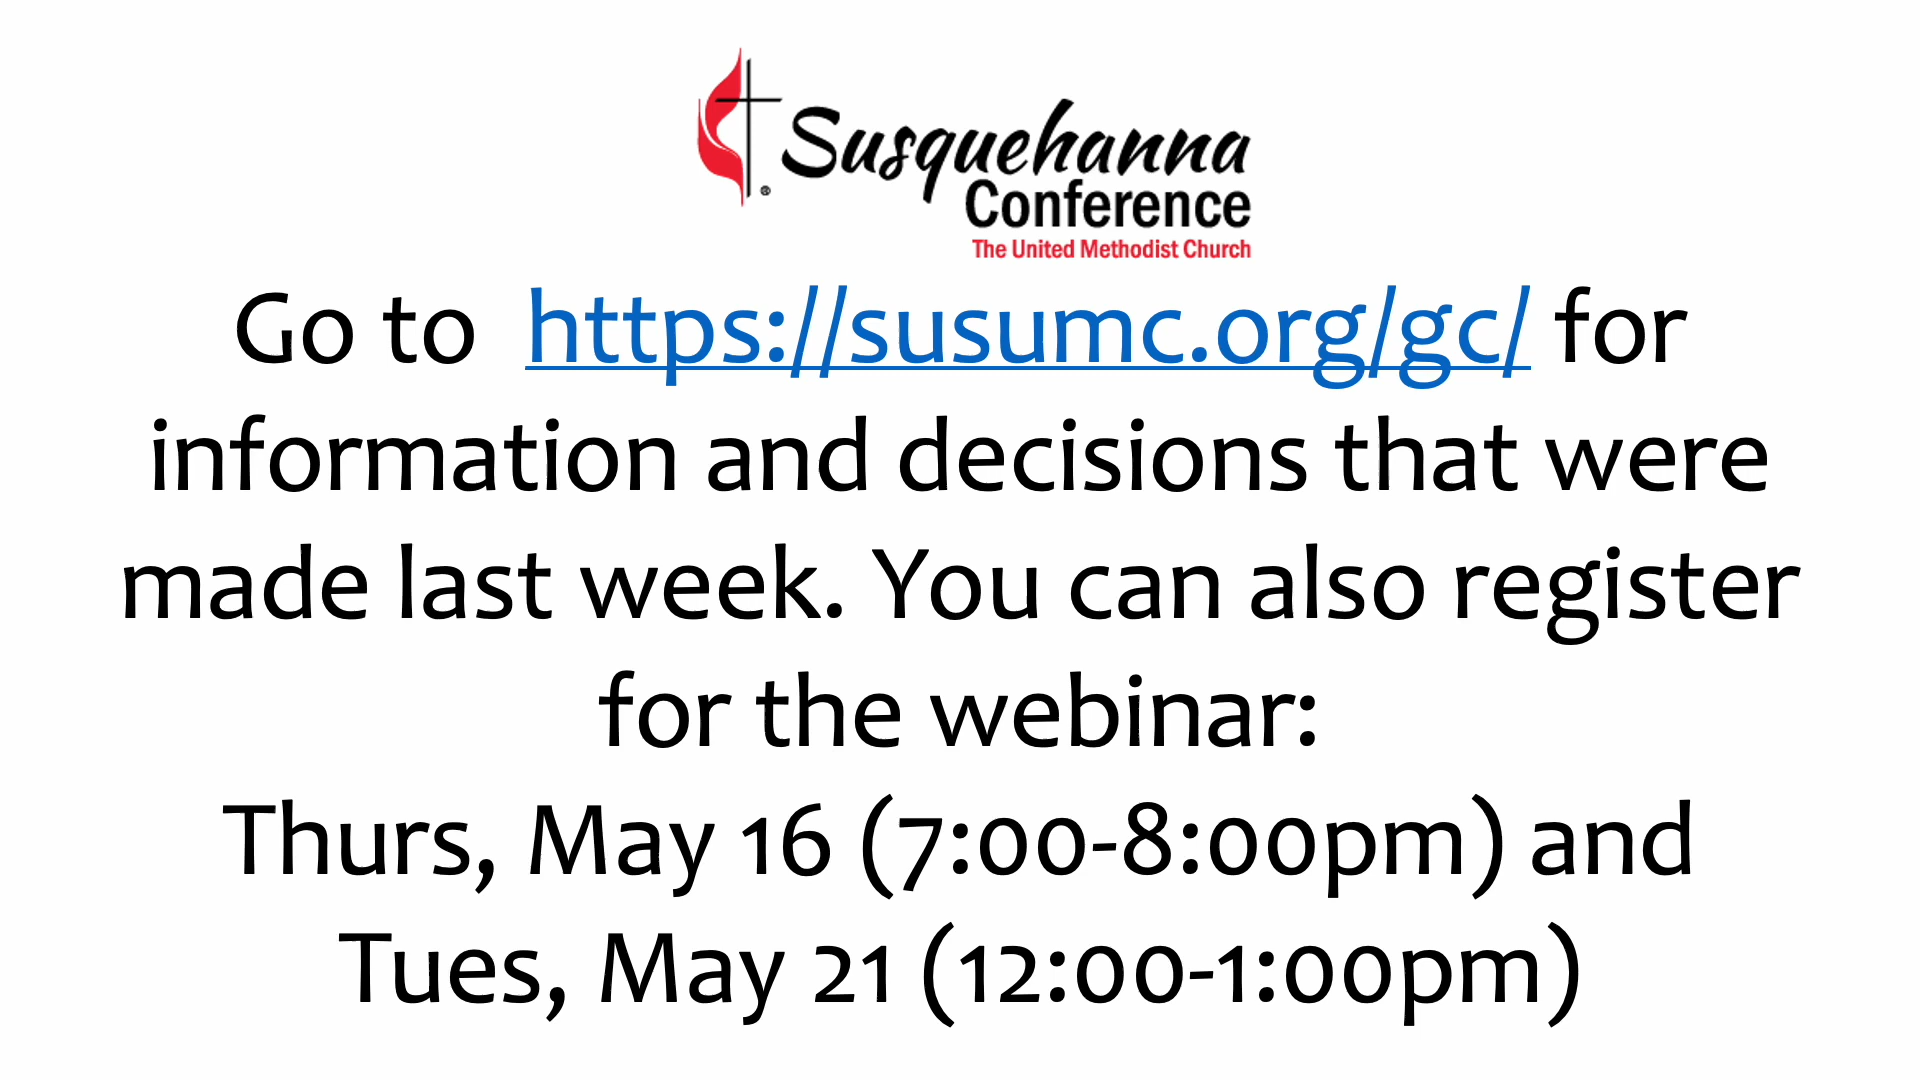 Susquehanna
Conference
The United Methodist Church
Go to  https://susumc.org/gc/ for
information and decisions that were
made last week. You can also register
for the webinar:
Thurs, May 16 (7:00-8:00pm) and
Tues, May 21 (12:00-1:00pm)